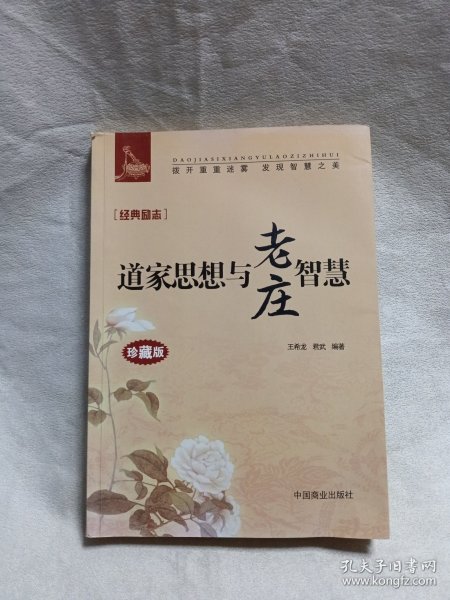 DAOJIASIXIANGYULAOZIZHIHUI
拨开重重迷雾 发现智慧之美
[经典励志]
道家思想与老庄智慧
王希龙 君武 编著
珍藏版
中国商业出版社
孔夫子旧书网
www.kongfz.com